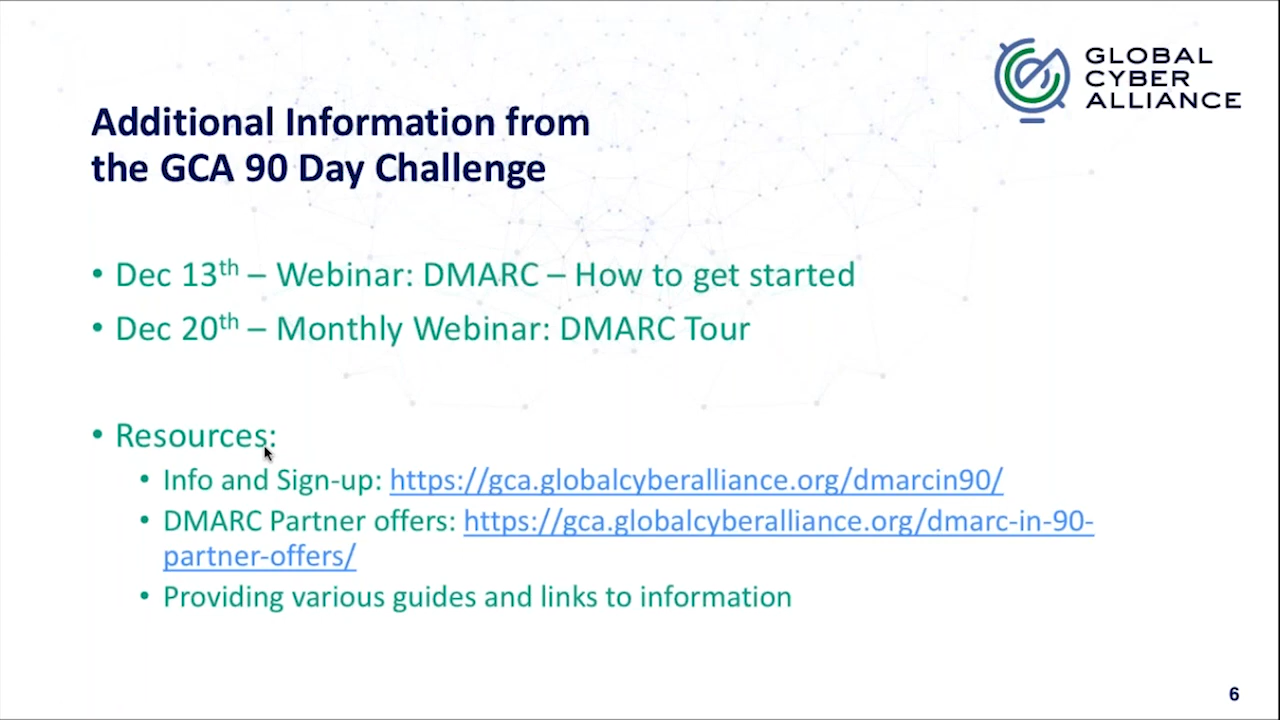 GLOBAL
CYBER
ALLIANCE
Additional Information from
the GCA 90 Day Challenge
• Dec 13th – Webinar: DMARC – How to get started
• Dec 20th – Monthly Webinar: DMARC Tour
• Resources:
• Info and Sign-up: https://gca.globalcyberalliance.org/dmarcin90/
• DMARC Partner offers: https://gca.globalcyberalliance.org/dmarc-in-90-
partner-offers/
• Providing various guides and links to information
6